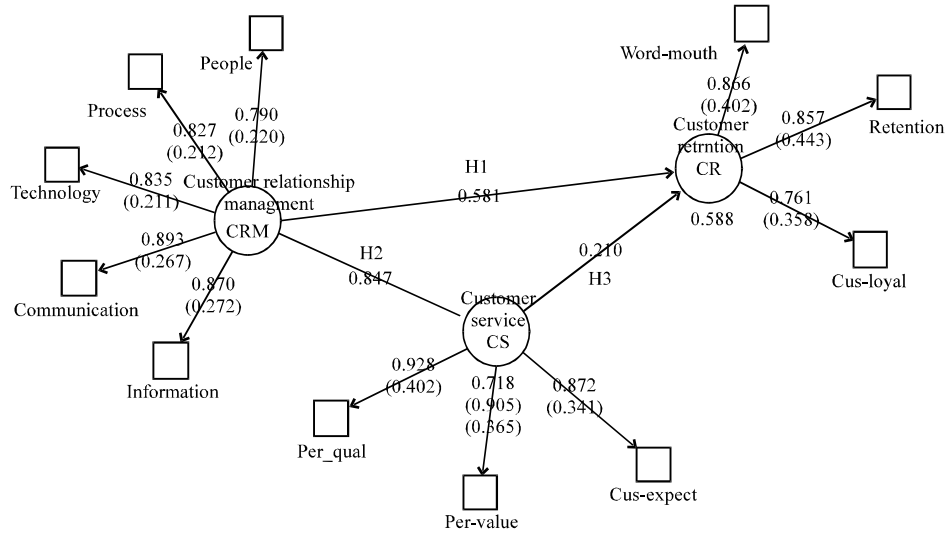 People
0.790
(0.220)
Process
0.827
(0.212)
Technology
0.835
(0.211)
Communication
0.893
(0.267)
Information
0.870
(0.272)
Customer relationship
managment
CRM
H1
0.581
H2
0.847
Word-mouth
0.866
(0.402)
Retention
0.857
(0.443)
Customer
retrntion
CR
0.588
0.761
(0.358)
Cus-loyal
0.210
H3
Customer
service
CS
0.928
(0.402)
Per_qual
0.718
(0.905)
(0.365)
Per-value
0.872
(0.341)
Cus-expect